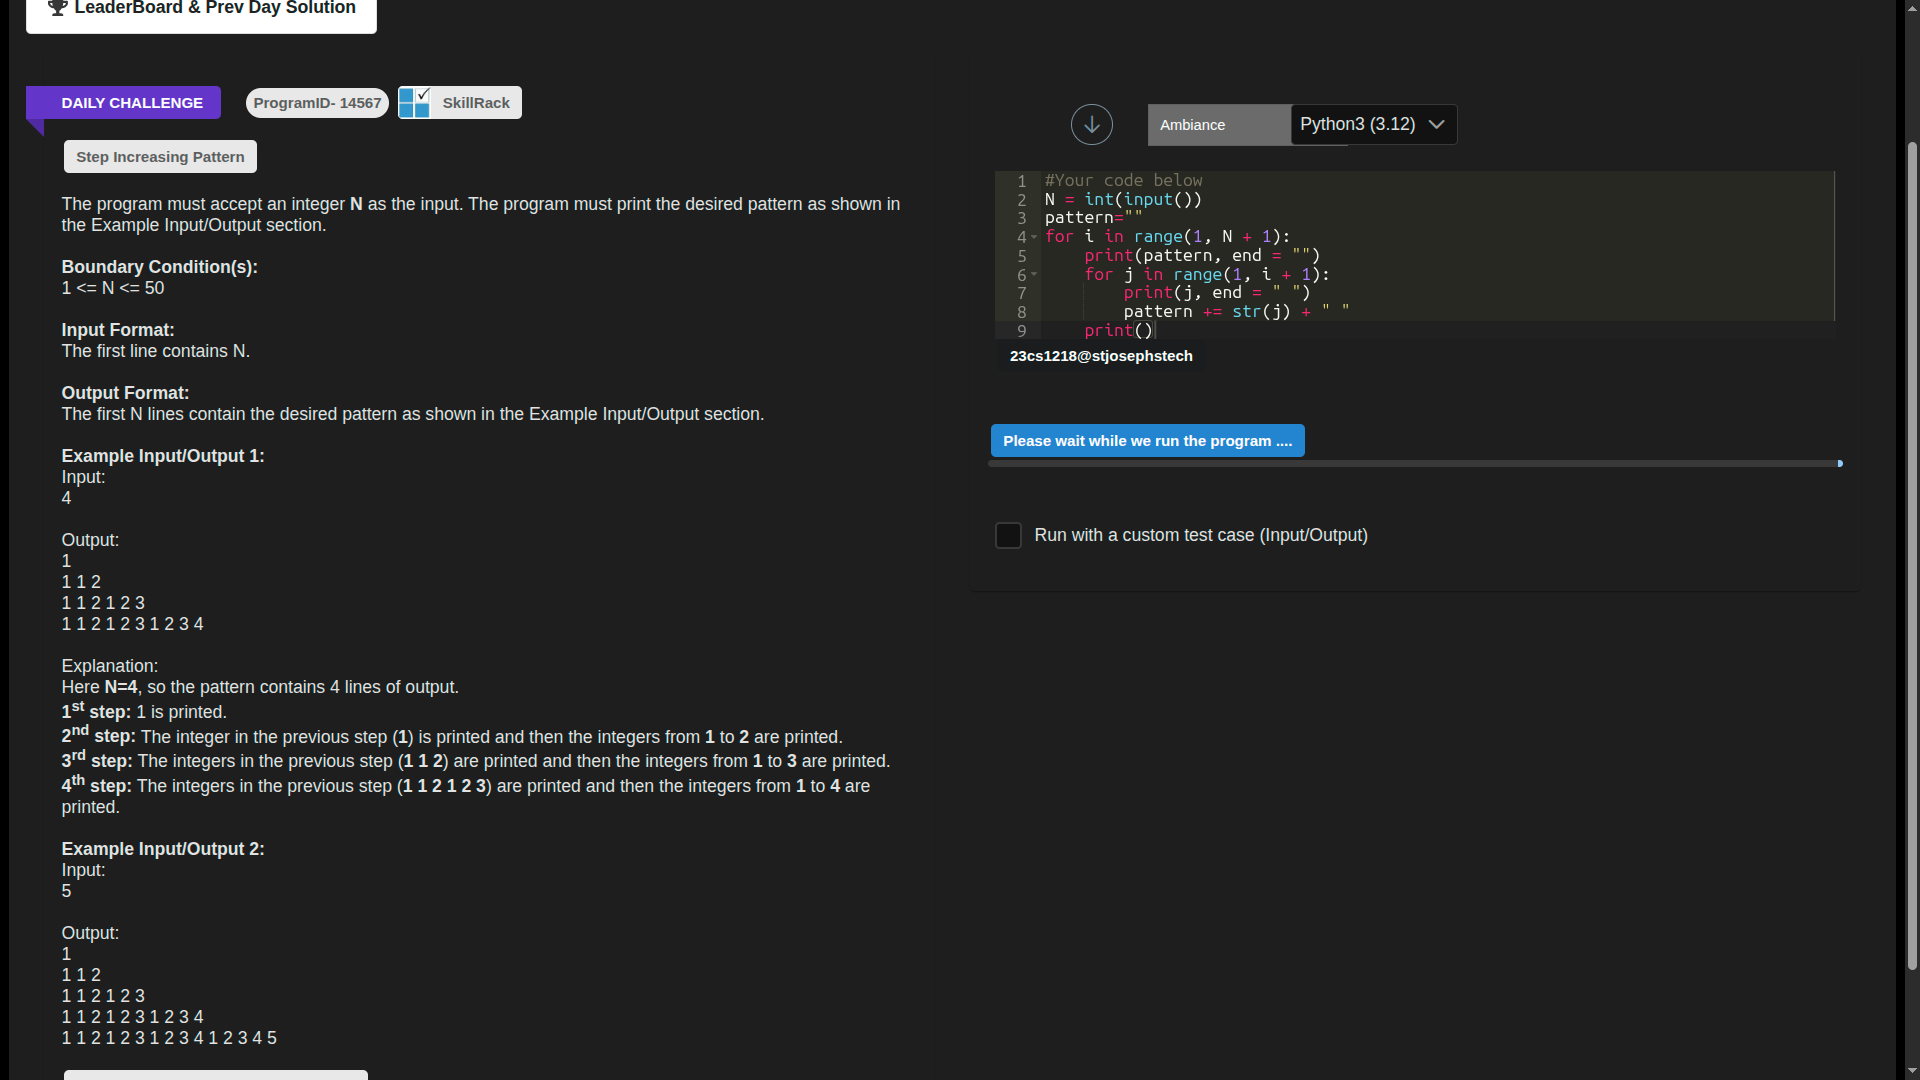 LeaderBoard & Prev Day Solution
DAILY CHALLENGE
ProgramID- 14567
SkillRack
Step Increasing Pattern
The program must accept an integer N as the input. The program must print the desired pattern as shown in
the Example Input/Output section.
Boundary Condition(s):
1 <= N <= 50
Input Format:
The first line contains N.
Output Format:
The first N lines contain the desired pattern as shown in the Example Input/Output section.
Example Input/Output 1:
Input:
4
Output:
1
1 1 2
1 1 2 1 2 3
1 1 2 1 2 3 1 2 3 4
Explanation:
Here N=4, so the pattern contains 4 lines of output.
1st step: 1 is printed.
2nd step: The integer in the previous step (1) is printed and then the integers from 1 to 2 are printed.
3rd step: The integers in the previous step (1 1 2) are printed and then the integers from 1 to 3 are printed.
4th step: The integers in the previous step (1 1 2 1 2 3) are printed and then the integers from 1 to 4 are
printed.
Example Input/Output 2:
Input:
5
Output:
1
1 1 2
1 1 2 1 2 3
1 1 2 1 2 3 1 2 3 4
1 1 2 1 2 3 1 2 3 4 1 2 3 4 5
Ambiance
Python3 (3.12)
1 #Your code below
2 N = int(input())
3 pattern=""
4 for i in range(1, N + 1):
5     print(pattern, end = "")
6     for j in range(1, i + 1):
7         print(j, end = " ")
8         pattern += str(j) + " "
9     print()
23cs1218@stjosephstech
Please wait while we run the program ....
Run with a custom test case (Input/Output)